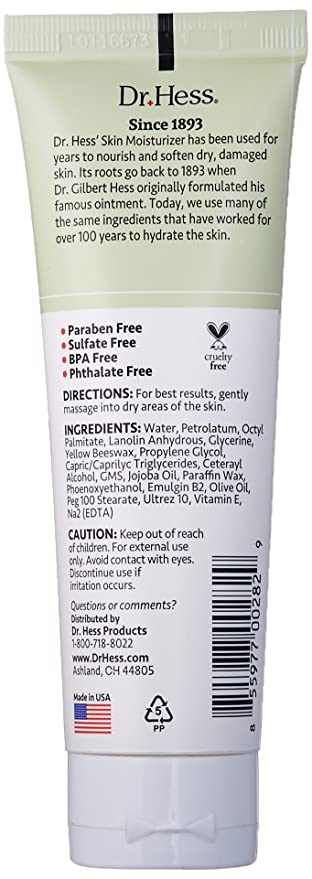 LOT16673
Dr.Hess®
Since 1893
Dr. Hess' Skin Moisturizer has been used for
years to nourish and soften dry, damaged
skin. Its roots go back to 1893 when
Dr. Gilbert Hess originally formulated his
famous ointment. Today, we use many of
the same ingredients that have worked for
over 100 years to hydrate the skin.
• Paraben Free
• Sulfate Free
• BPA Free
• Phthalate Free
cruelty
free
DIRECTIONS: For best results, gently
massage into dry areas of the skin.
INGREDIENTS: Water, Petrolatum, Octyl
Palmitate, Lanolin Anhydrous, Glycerine,
Yellow Beeswax, Propylene Glycol,
Capric/Caprilyc Triglycerides, Ceteraryl
Alcohol, GMS, Jojoba Oil, Paraffin Wax,
Phenoxyethanol, Emulgin B2, Olive Oil,
Peg 100 Stearate, Ultrez 10, Vitamin E,
Na2 (EDTA)
CAUTION: Keep out of reach
of children. For external use
only. Avoid contact with eyes.
Discontinue use if
irritation occurs.
Questions or comments?
Distributed by
Dr. Hess Products
1-800-718-8022
www.DrHess.com
Ashland, OH 44805
Made in USA
5
PP
8 55977 00282 9